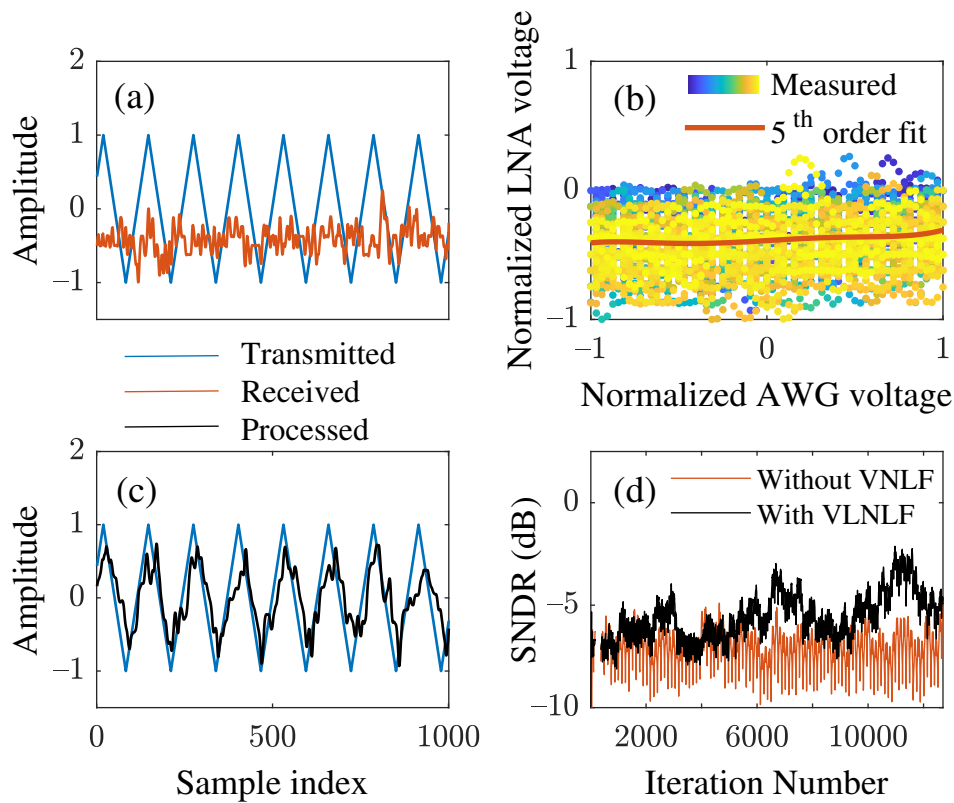 2
1
0
−1
Amplitude
(a)
1
0
−1
Normalized LNA voltage
(b)
Measured
5 th order fit
−1
0
1
Normalized AWG voltage
Transmitted
Received
Processed
2
1
0
−1
Amplitude
(c)
0
500
1000
Sample index
0
−5
−10
SNDR (dB)
(d)
Without VNLF
With VLNLF
2000
6000
10000
Iteration Number